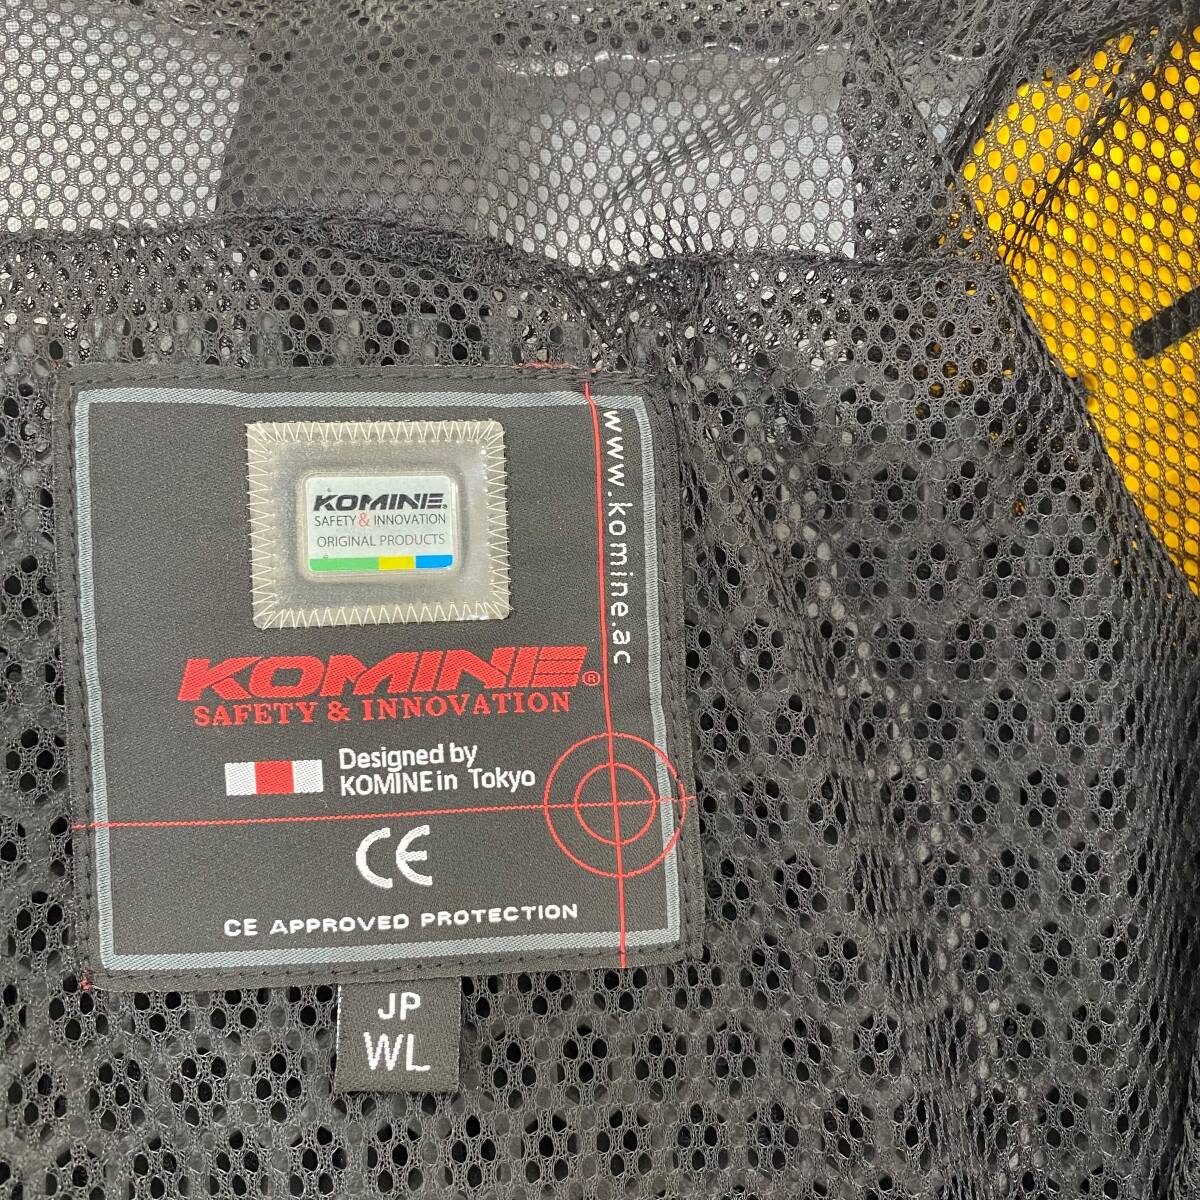 KOMINE®
SAFETY & INNOVATION
ORIGINAL PRODUCTS
www.komine.ac
KOMINE®
SAFETY & INNOVATION
Designed by
KOMINE in Tokyo
CE
CE APPROVED PROTECTION
JP
WL